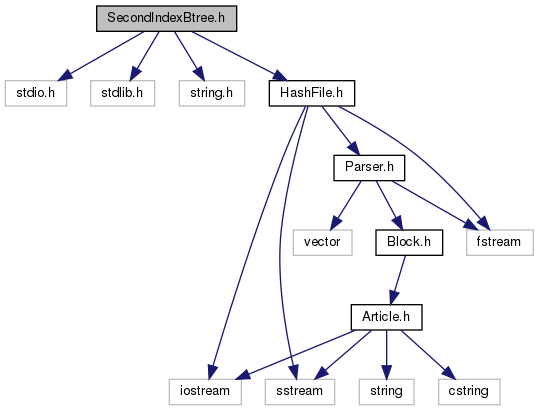 SecondIndexBtree.h
stdio.h
stdlib.h
string.h
HashFile.h
Parser.h
vector
Block.h
fstream
Article.h
iostream
sstream
string
cstring